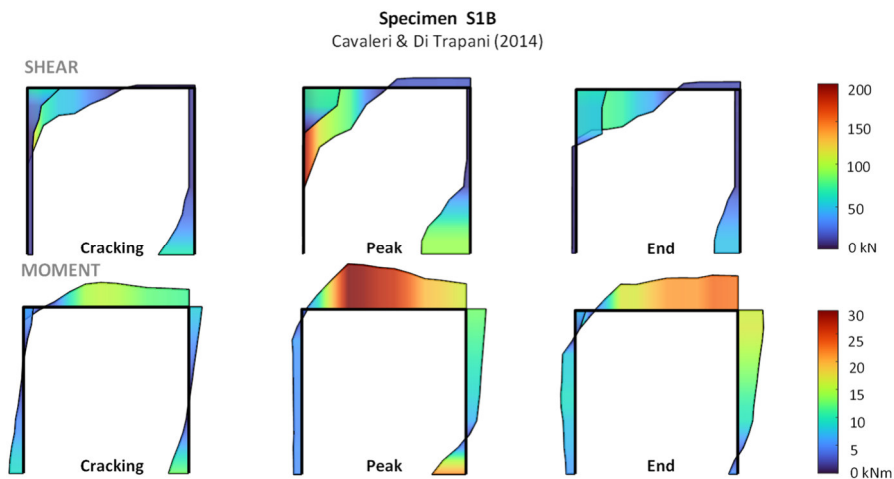 Specimen S1B
Cavaleri & Di Trapani (2014)
SHEAR
200
150
100
50
0 kN
Cracking
Peak
End
MOMENT
30
25
20
15
10
5
0 kNm
Cracking
Peak
End